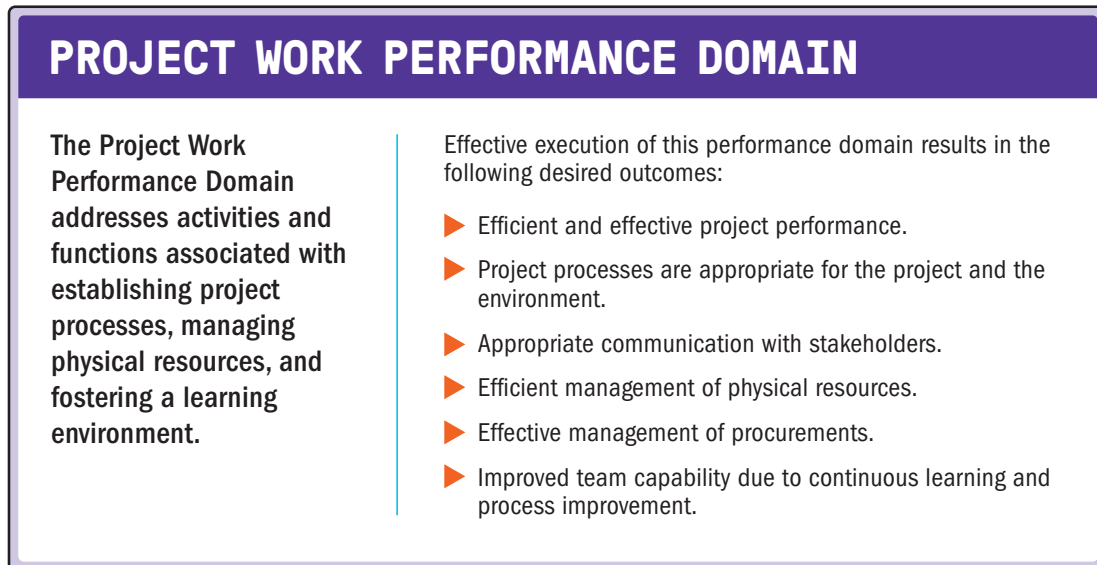 PROJECT WORK PERFORMANCE DOMAIN
The Project Work
Performance Domain
addresses activities and
functions associated with
establishing project
processes, managing
physical resources, and
fostering a learning
environment.
Effective execution of this performance domain results in the
following desired outcomes:
Efficient and effective project performance.
Project processes are appropriate for the project and the
environment.
Appropriate communication with stakeholders.
Efficient management of physical resources.
Effective management of procurements.
Improved team capability due to continuous learning and
process improvement.